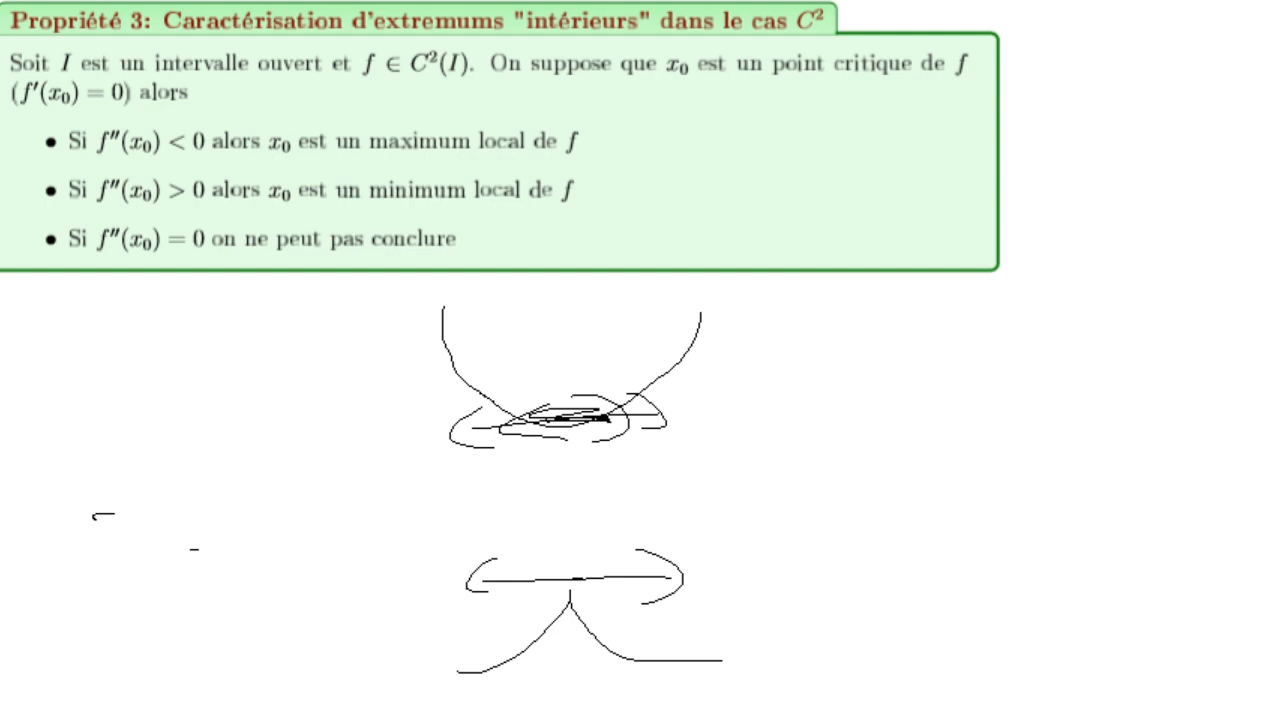 Propriété 3: Caractérisation d'extremums "intérieurs" dans le cas C²
Soit I est un intervalle ouvert et f ∈ C²(I). On suppose que x₀ est un point critique de f
(f′(x₀) = 0) alors
• Si f″(x₀) < 0 alors x₀ est un maximum local de f
• Si f″(x₀) > 0 alors x₀ est un minimum local de f
• Si f″(x₀) = 0 on ne peut pas conclure